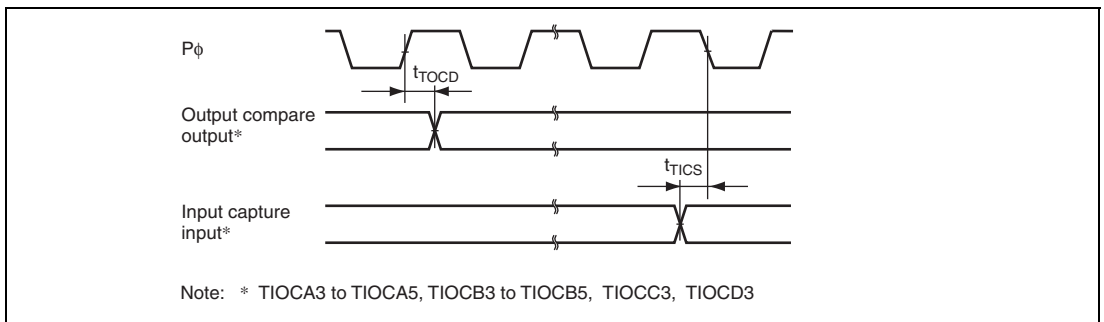 Pϕ
tTOCD
Output compare
output*
tTICS
Input capture
input*
Note: * TIOCA3 to TIOCA5, TIOCB3 to TIOCB5, TIOCC3, TIOCD3